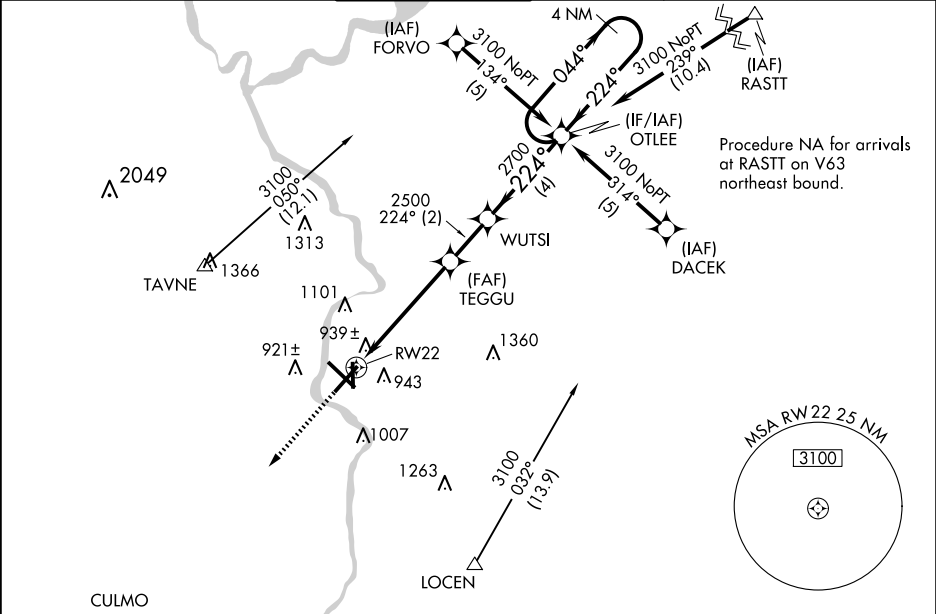 (IAF)
FORVO
3100 NoPT
134°
(5)
4 NM
044°
224°
3100 NoPT
239°
(10.4)
(IAF)
RASTT
(IF/IAF)
OTLEE
Procedure NA for arrivals
at RASTT on V63
northeast bound.
2700
224°
(4)
3100 NoPT
314°
(5)
(IAF)
DACEK
2049
3100
050°
(12.1)
1313
TAVNE
1366
2500
224° (2)
WUTSI
(FAF)
TEGGU
1101
939±
921±
RW22
943
1360
1007
1263
3100
032°
(13.9)
LOCEN
MSA RW 22 25 NM
3100
CULMO